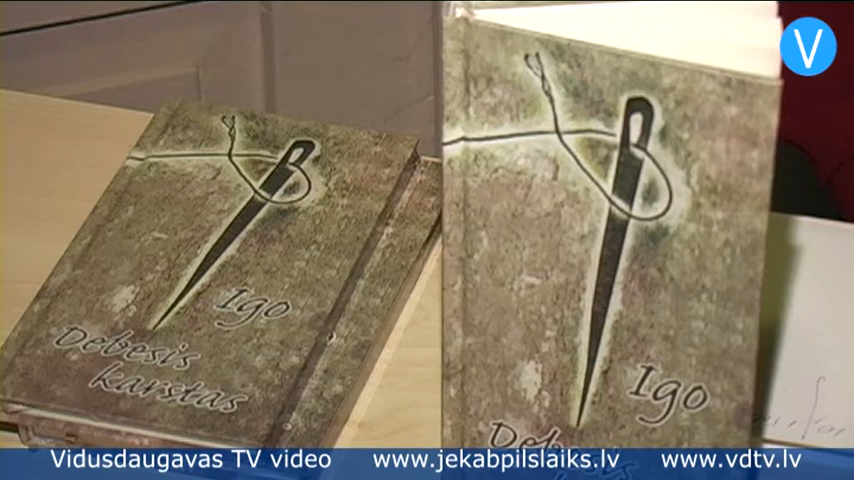 V
Igo
Debesis
karstas
Igo
Vidusdaugavas TV video www.jekabpilslaiks.lv www.vdtv.lv